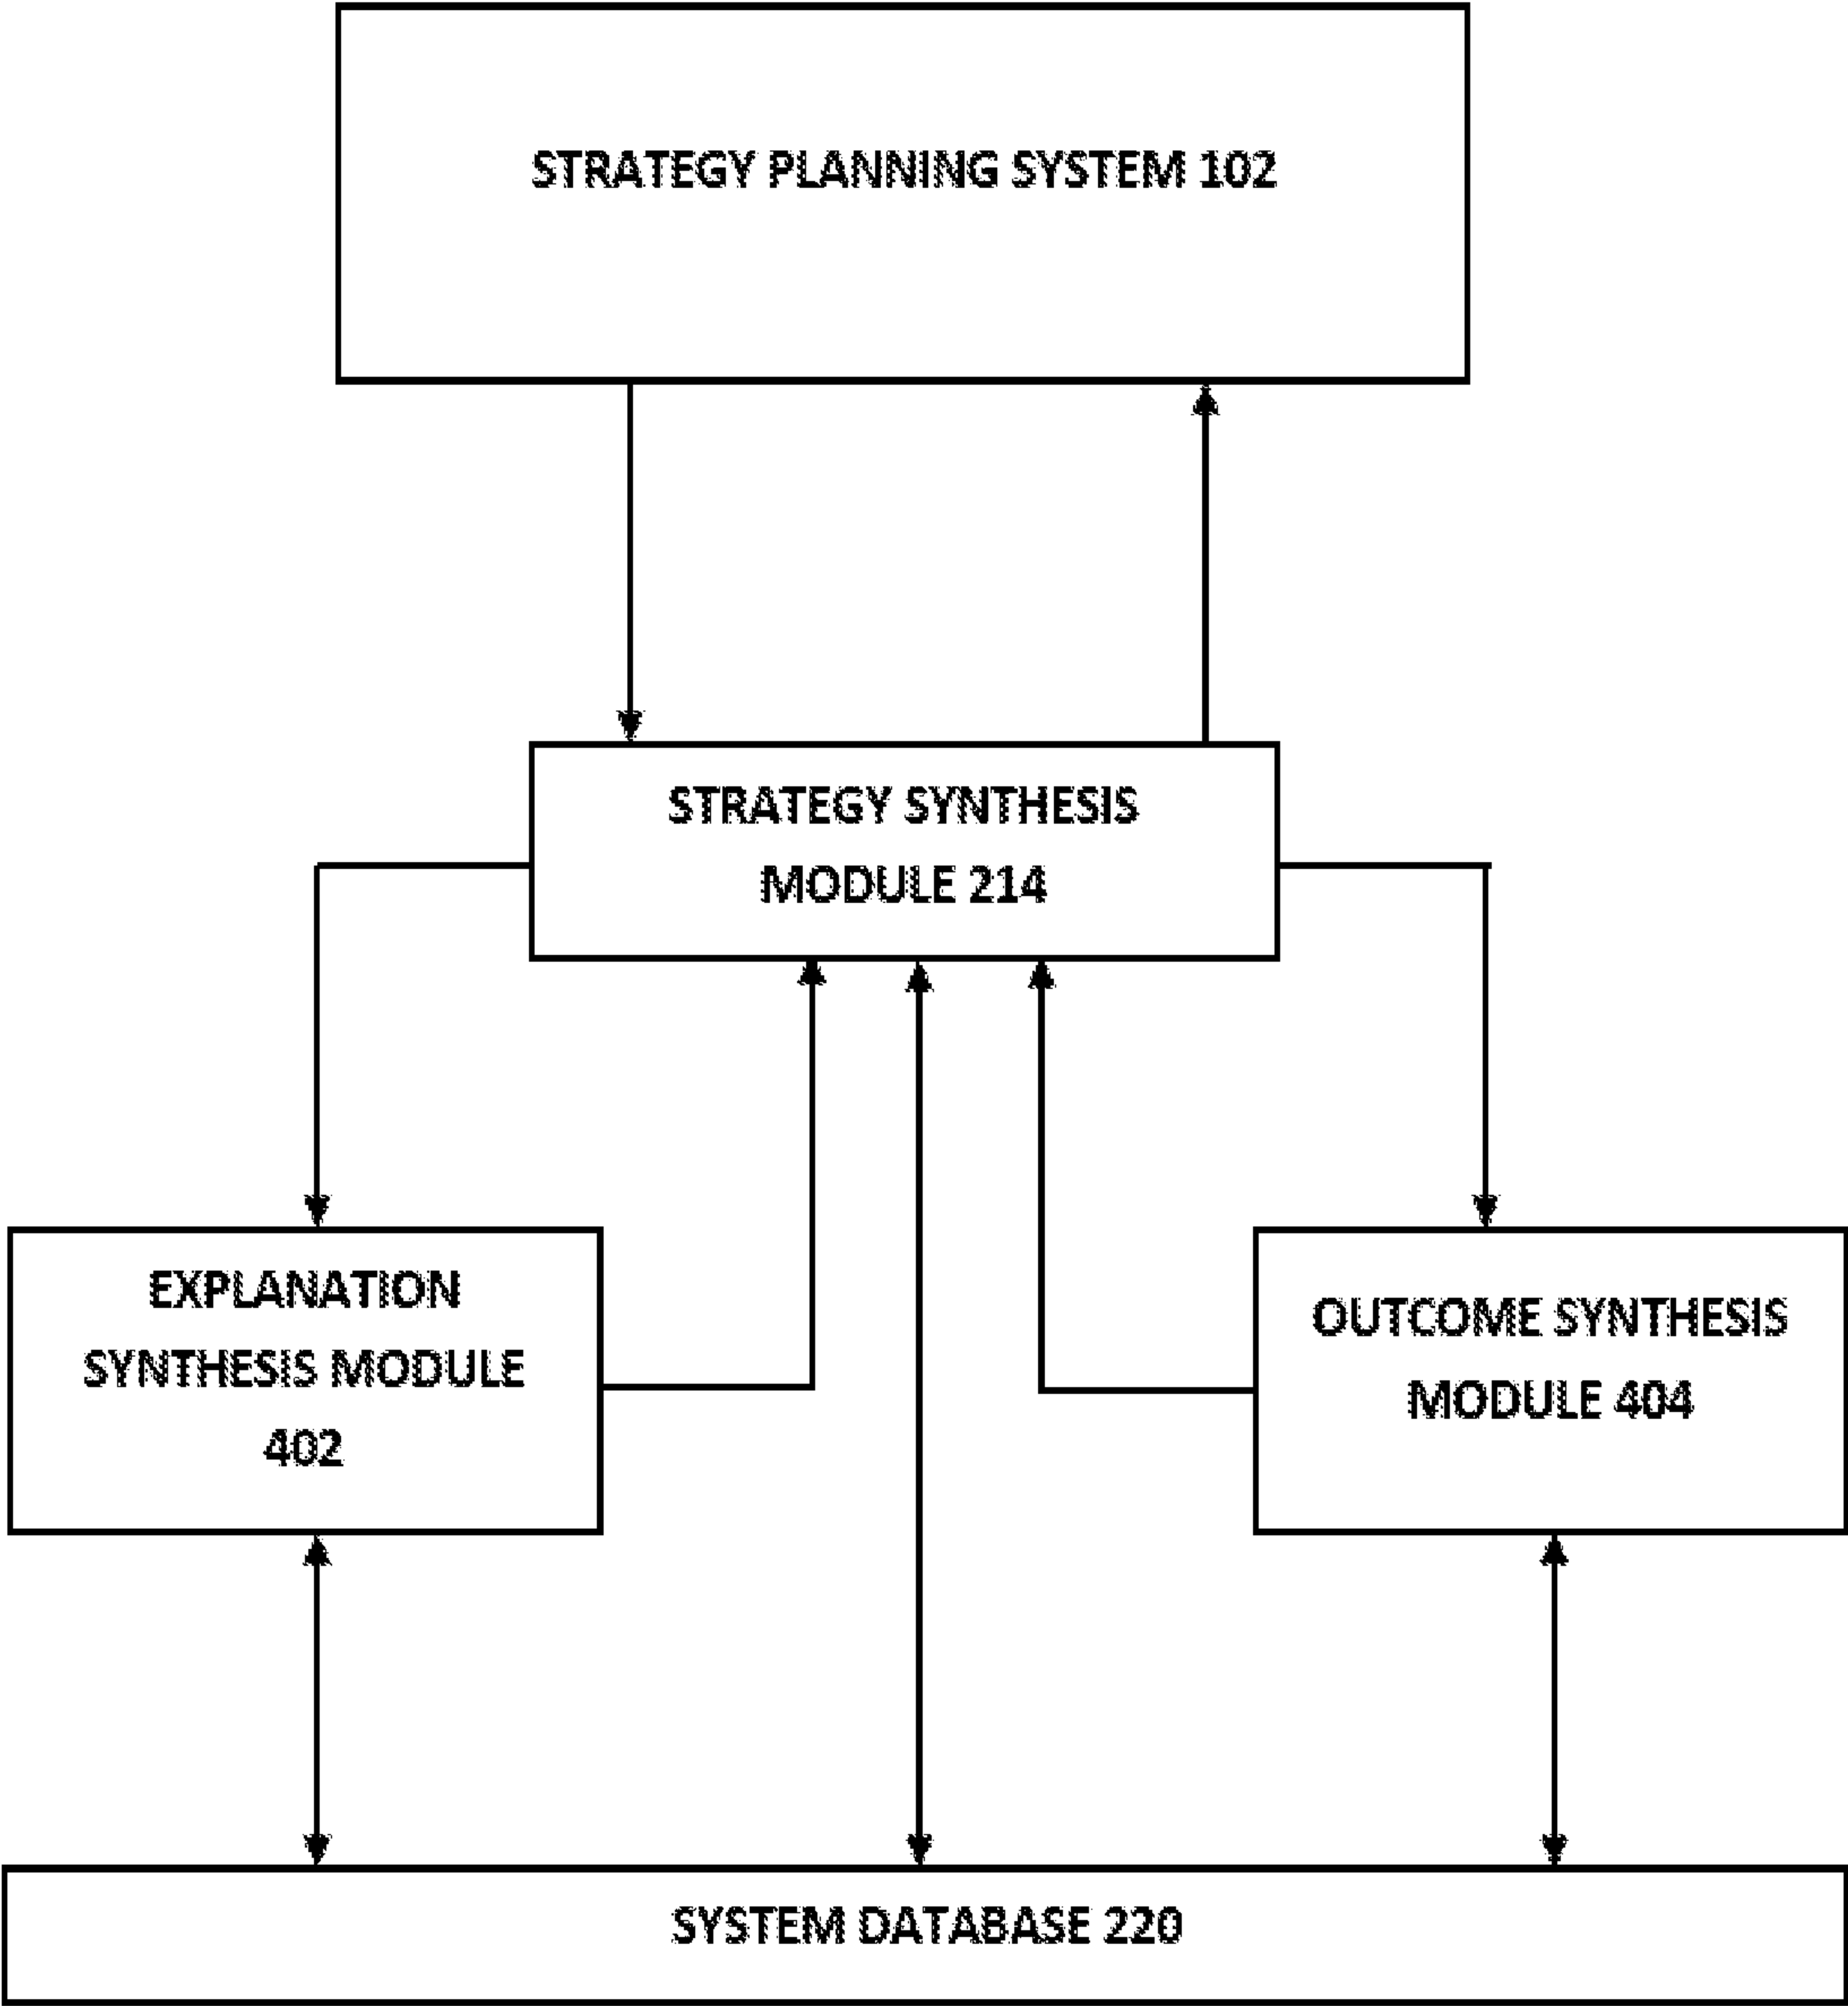 STRATEGY PLANNING SYSTEM 102
STRATEGY SYNTHESIS
MODULE 214
EXPLANATION
SYNTHESIS MODULE
402
OUTCOME SYNTHESIS
MODULE 404
SYSTEM DATABASE 220